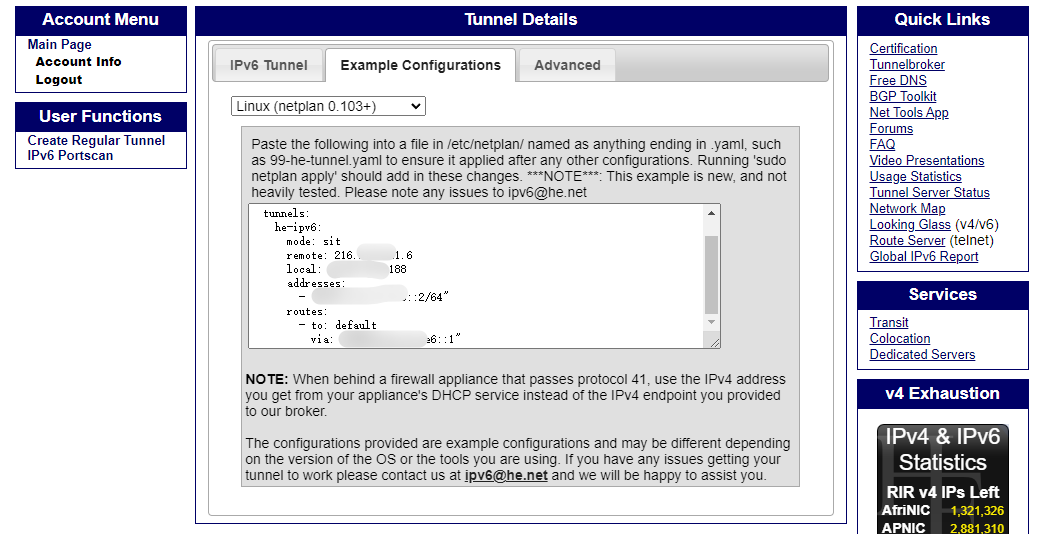 Account Menu
Main Page
Account Info
Logout
User Functions
Create Regular Tunnel
IPv6 Portscan
Tunnel Details
IPv6 Tunnel
Example Configurations
Advanced
Linux (netplan 0.103+)
Paste the following into a file in /etc/netplan/ named as anything ending in .yaml, such
as 99-he-tunnel.yaml to ensure it applied after any other configurations. Running 'sudo
netplan apply' should add in these changes. ***NOTE***: This example is new, and not
heavily tested. Please note any issues to ipv6@he.net
tunnels:
he-ipv6:
mode: sit
remote: 216. 1.6
local: 188
addresses:
- ::2/64"
routes:
- to: default
via: e6::1"
NOTE: When behind a firewall appliance that passes protocol 41, use the IPv4 address
you get from your appliance's DHCP service instead of the IPv4 endpoint you provided
to our broker.
The configurations provided are example configurations and may be different depending
on the version of the OS or the tools you are using. If you have any issues getting your
tunnel to work please contact us at ipv6@he.net and we will be happy to assist you.
Quick Links
Certification
Tunnelbroker
Free DNS
BGP Toolkit
Net Tools App
Forums
FAQ
Video Presentations
Usage Statistics
Tunnel Server Status
Network Map
Looking Glass (v4/v6)
Route Server (telnet)
Global IPv6 Report
Services
Transit
Colocation
Dedicated Servers
v4 Exhaustion
IPv4 & IPv6
Statistics
RIR v4 IPs Left
AfriNIC 1,321,326
APNIC 2,881,310